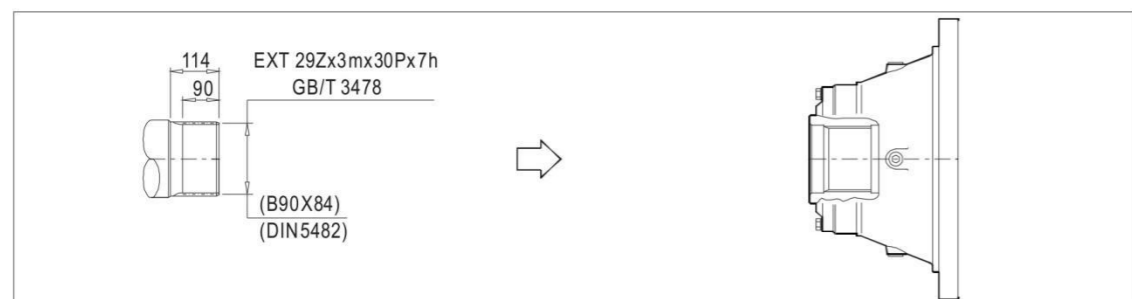 114
EXT 29Zx3mx30Px7h
90
GB/T 3478
(B90X84)
(DIN5482)